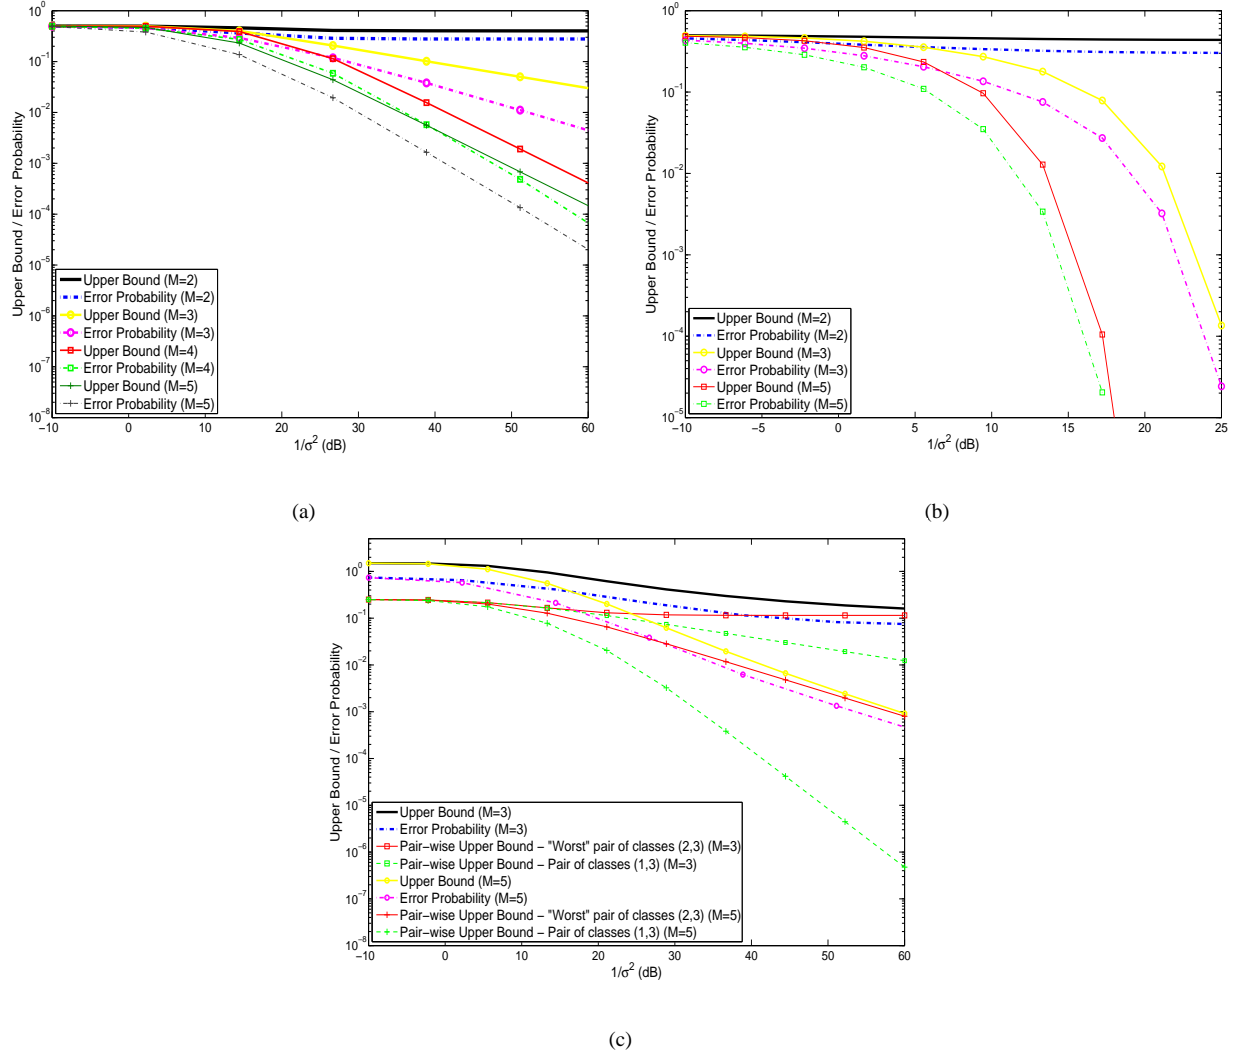 Upper Bound / Error Probability
10^0
10^−1
10^−2
10^−3
10^−4
10^−5
10^−6
10^−7
10^−8
Upper Bound (M=2)
Error Probability (M=2)
Upper Bound (M=3)
Error Probability (M=3)
Upper Bound (M=4)
Error Probability (M=4)
Upper Bound (M=5)
Error Probability (M=5)
−10 0 10 20 30 40 50 60
1/σ^2 (dB)
(a)
Upper Bound / Error Probability
10^0
10^−1
10^−2
10^−3
10^−4
10^−5
Upper Bound (M=2)
Error Probability (M=2)
Upper Bound (M=3)
Error Probability (M=3)
Upper Bound (M=5)
Error Probability (M=5)
−10 −5 0 5 10 15 20 25
1/σ^2 (dB)
(b)
Upper Bound / Error Probability
10^0
10^−1
10^−2
10^−3
10^−4
10^−5
10^−6
10^−7
10^−8
Upper Bound (M=3)
Error Probability (M=3)
Pair−wise Upper Bound − "Worst" pair of classes (2,3) (M=3)
Pair−wise Upper Bound − Pair of classes (1,3) (M=3)
Upper Bound (M=5)
Error Probability (M=5)
Pair−wise Upper Bound − "Worst" pair of classes (2,3) (M=5)
Pair−wise Upper Bound − Pair of classes (1,3) (M=5)
−10 0 10 20 30 40 50 60
1/σ^2 (dB)
(c)